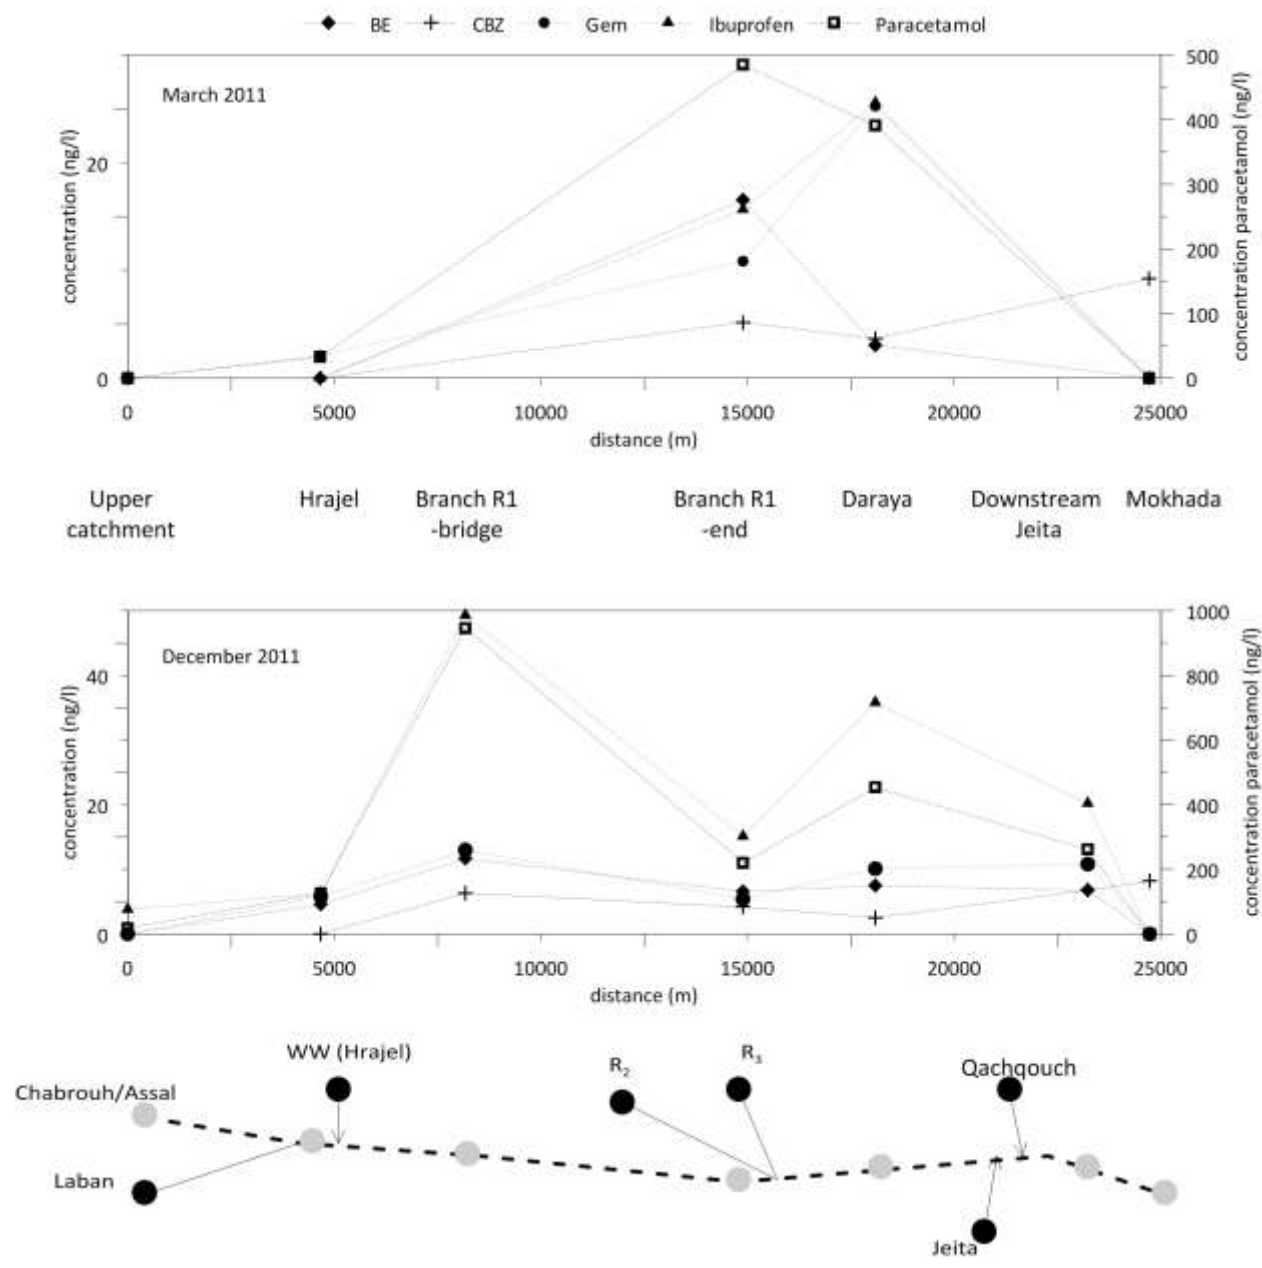 BE CBZ Gem Ibuprofen Paracetamol
March 2011
concentration (ng/l)
20
0
500
400
300
200
100
0
concentration paracetamol (ng/l)
0 5000 10000 15000 20000 25000
distance (m)
Upper Hrajel Branch R1 Branch R1 Daraya Downstream Mokhada
catchment -bridge -end Jeita
December 2011
concentration (ng/l)
40
20
0
1000
800
600
400
200
0
concentration paracetamol (ng/l)
0 5000 10000 15000 20000 25000
distance (m)
WW (Hrajel)
R2
R3
Qachqouch
Chabrouh/Assal
Laban
Jeita